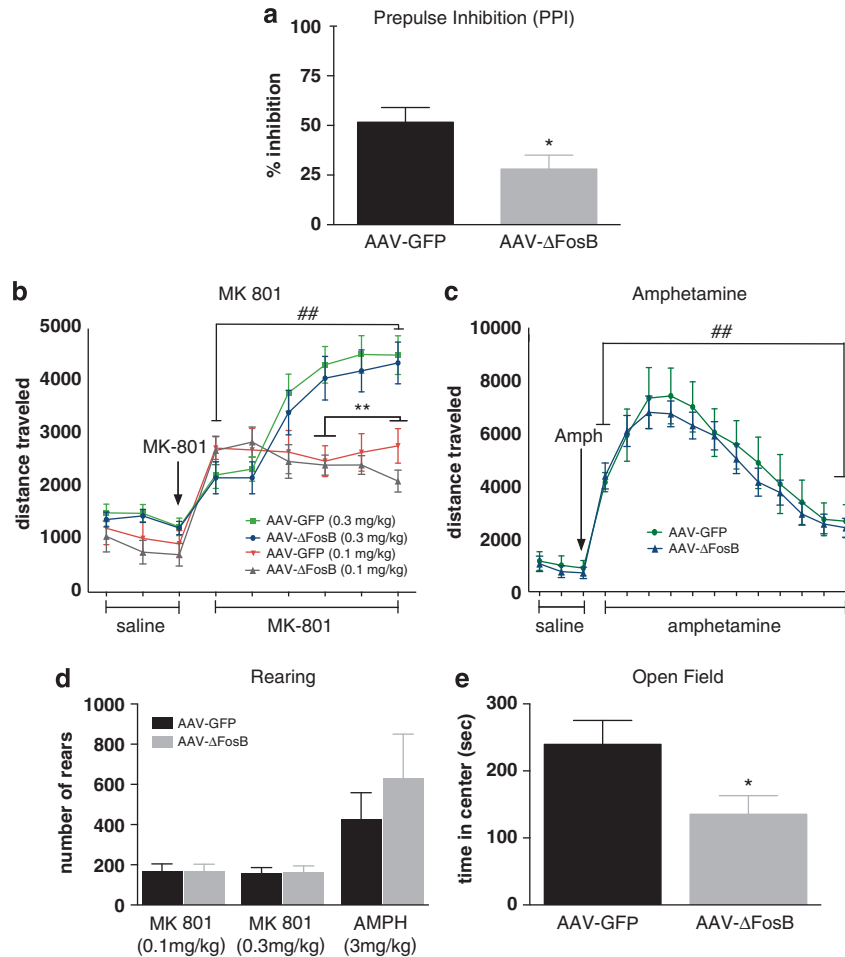 a
Prepulse Inhibition (PPI)
% inhibition
100
75
50
25
0
*
AAV-GFP
AAV-ΔFosB
b
MK 801
distance traveled
5000
4000
3000
2000
1000
0
##
**
MK-801
AAV-GFP (0.3 mg/kg)
AAV-ΔFosB (0.3 mg/kg)
AAV-GFP (0.1 mg/kg)
AAV-ΔFosB (0.1 mg/kg)
saline
MK-801
c
Amphetamine
distance traveled
10000
8000
6000
4000
2000
0
##
Amph
AAV-GFP
AAV-ΔFosB
saline
amphetamine
d
Rearing
number of rears
1000
800
600
400
200
0
AAV-GFP
AAV-ΔFosB
MK 801
(0.1mg/kg)
MK 801
(0.3mg/kg)
AMPH
(3mg/kg)
e
Open Field
time in center (sec)
300
200
100
0
*
AAV-GFP
AAV-ΔFosB